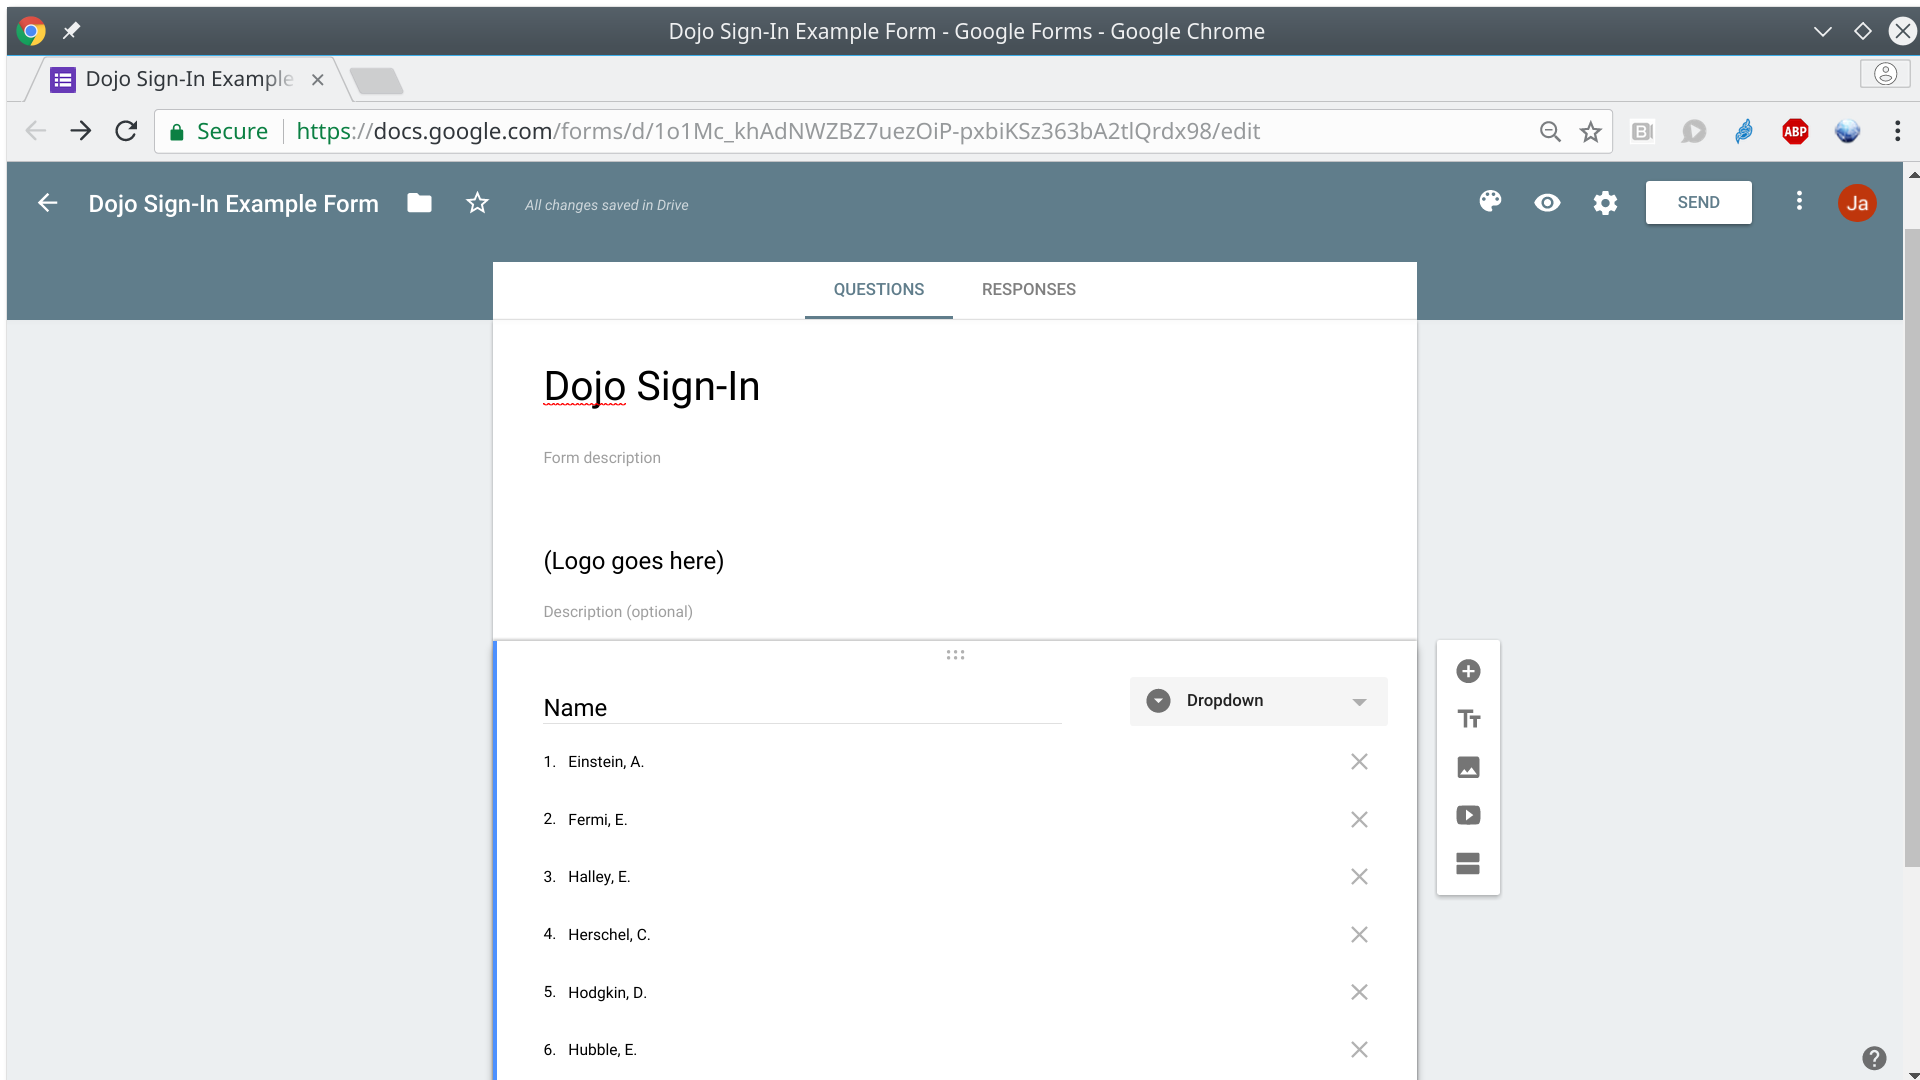 Dojo Sign-In Example Form - Google Forms - Google Chrome
Dojo Sign-In Example
Secure https://docs.google.com/forms/d/1o1Mc_khAdNWZBZ7uezOiP-pxbiKSz363bA2tlQrdx98/edit
ABP
Dojo Sign-In Example Form
All changes saved in Drive
SEND
Ja
QUESTIONS RESPONSES
Dojo Sign-In
Form description
(Logo goes here)
Description (optional)
Name
Dropdown
1. Einstein, A.
2. Fermi, E.
3. Halley, E.
4. Herschel, C.
5. Hodgkin, D.
6. Hubble, E.